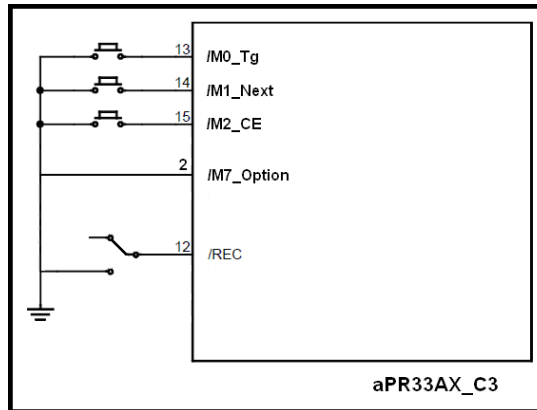 13 /M0_Tg
14 /M1_Next
15 /M2_CE
2 /M7_Option
12 /REC
aPR33AX_C3